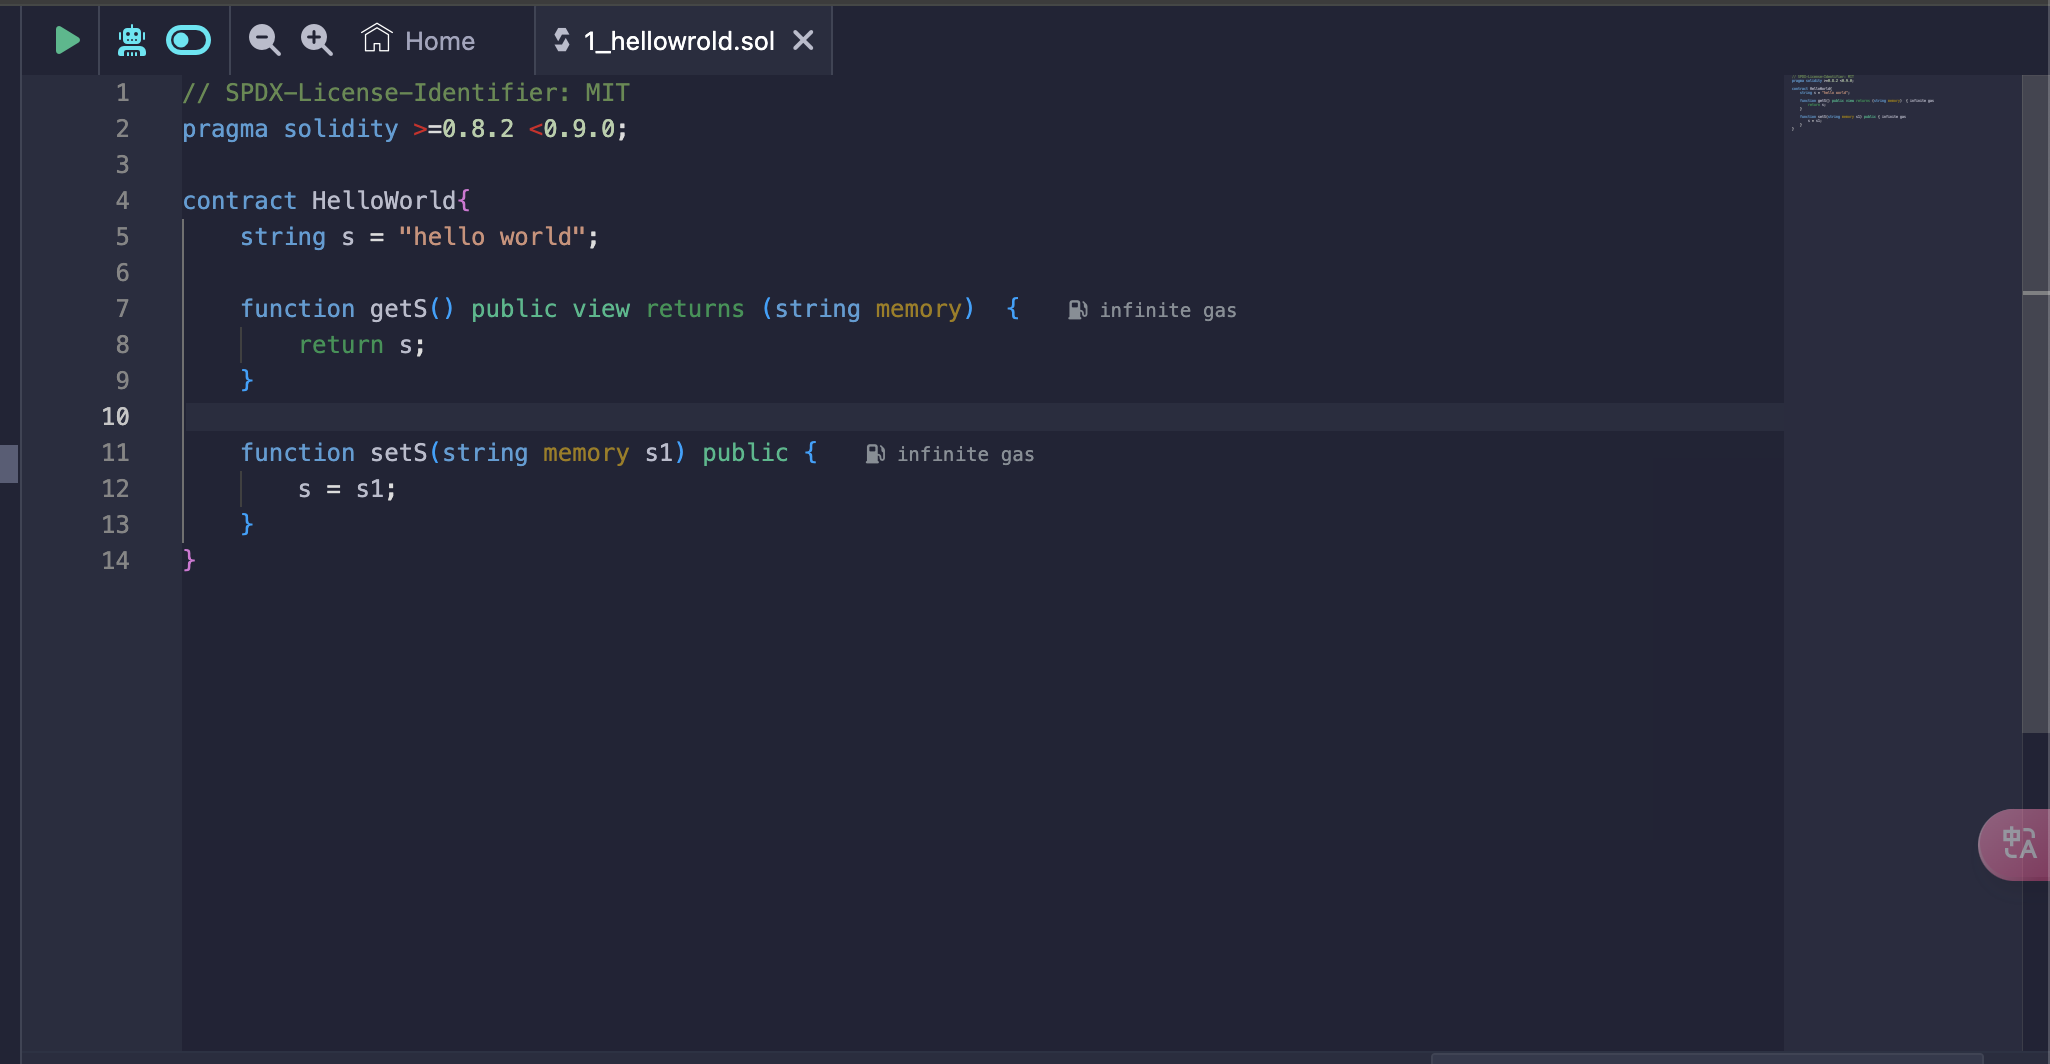 Home
1_hellowrold.sol
1 // SPDX-License-Identifier: MIT
2 pragma solidity >=0.8.2 <0.9.0;
3
4 contract HelloWorld{
5     string s = "hello world";
6
7     function getS() public view returns (string memory)  {    infinite gas
8         return s;
9     }
10
11     function setS(string memory s1) public {    infinite gas
12         s = s1;
13     }
14 }
中A